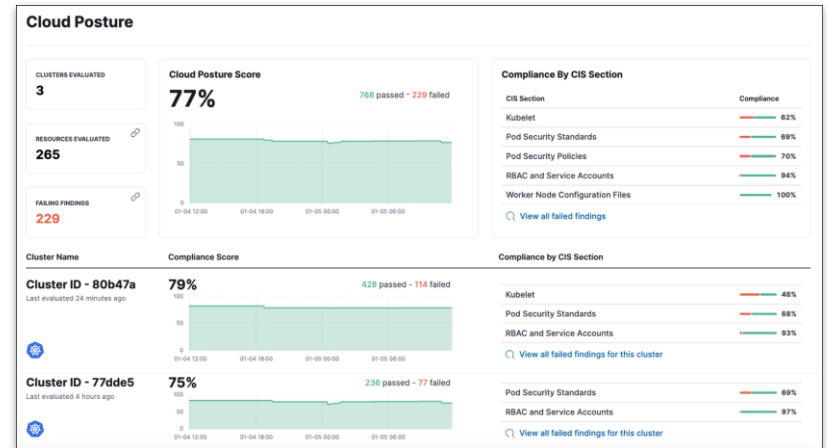 Cloud Posture
CLUSTERS EVALUATED
3
RESOURCES EVALUATED
265
FAILING FINDINGS
229
Cloud Posture Score
77%
768 passed - 229 failed
100
50
0
01-04 12:00 01-04 18:00 01-05 00:00 01-05 06:00
Compliance By CIS Section
CIS Section Compliance
Kubelet 62%
Pod Security Standards 69%
Pod Security Policies 70%
RBAC and Service Accounts 94%
Worker Node Configuration Files 100%
View all failed findings
Cluster Name Compliance Score Compliance by CIS Section
Cluster ID - 80b47a
Last evaluated 24 minutes ago
79%
428 passed - 114 failed
100
50
0
01-04 12:00 01-04 18:00 01-05 00:00 01-05 06:00
Kubelet 46%
Pod Security Standards 68%
RBAC and Service Accounts 93%
View all failed findings for this cluster
Cluster ID - 77dde5
Last evaluated 4 hours ago
75%
236 passed - 77 failed
100
50
0
01-04 12:00 01-04 18:00 01-05 00:00 01-05 06:00
Pod Security Standards 69%
RBAC and Service Accounts 97%
View all failed findings for this cluster